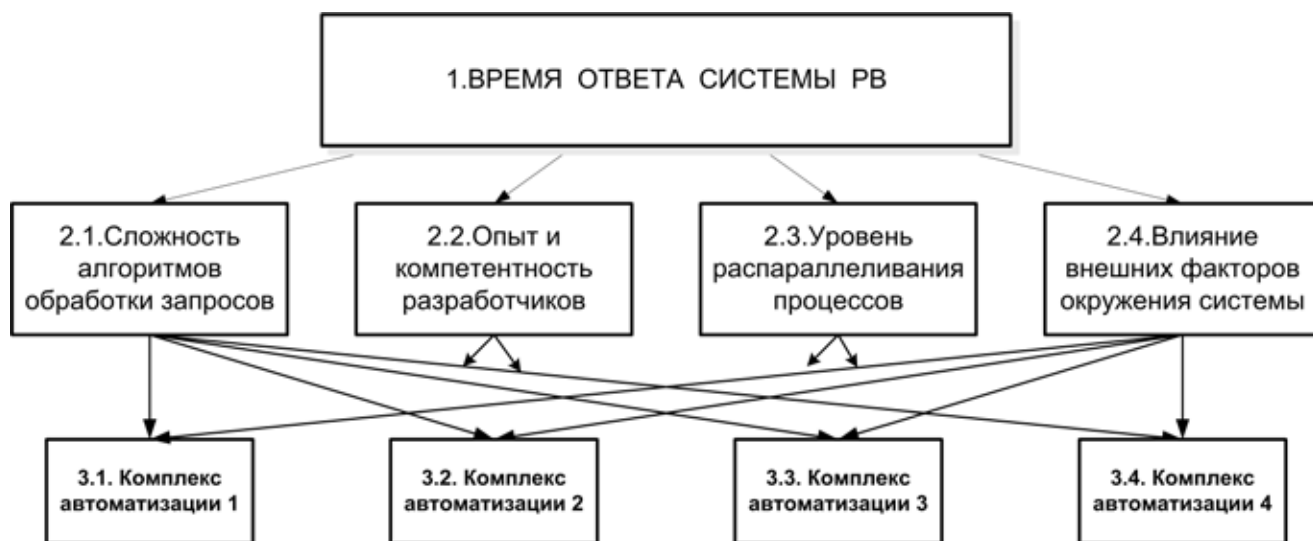 1.ВРЕМЯ ОТВЕТА СИСТЕМЫ РВ
2.1.Сложность
алгоритмов
обработки запросов
2.2.Опыт и
компетентность
разработчиков
2.3.Уровень
распараллеливания
процессов
2.4.Влияние
внешних факторов
окружения системы
3.1. Комплекс
автоматизации 1
3.2. Комплекс
автоматизации 2
3.3. Комплекс
автоматизации 3
3.4. Комплекс
автоматизации 4